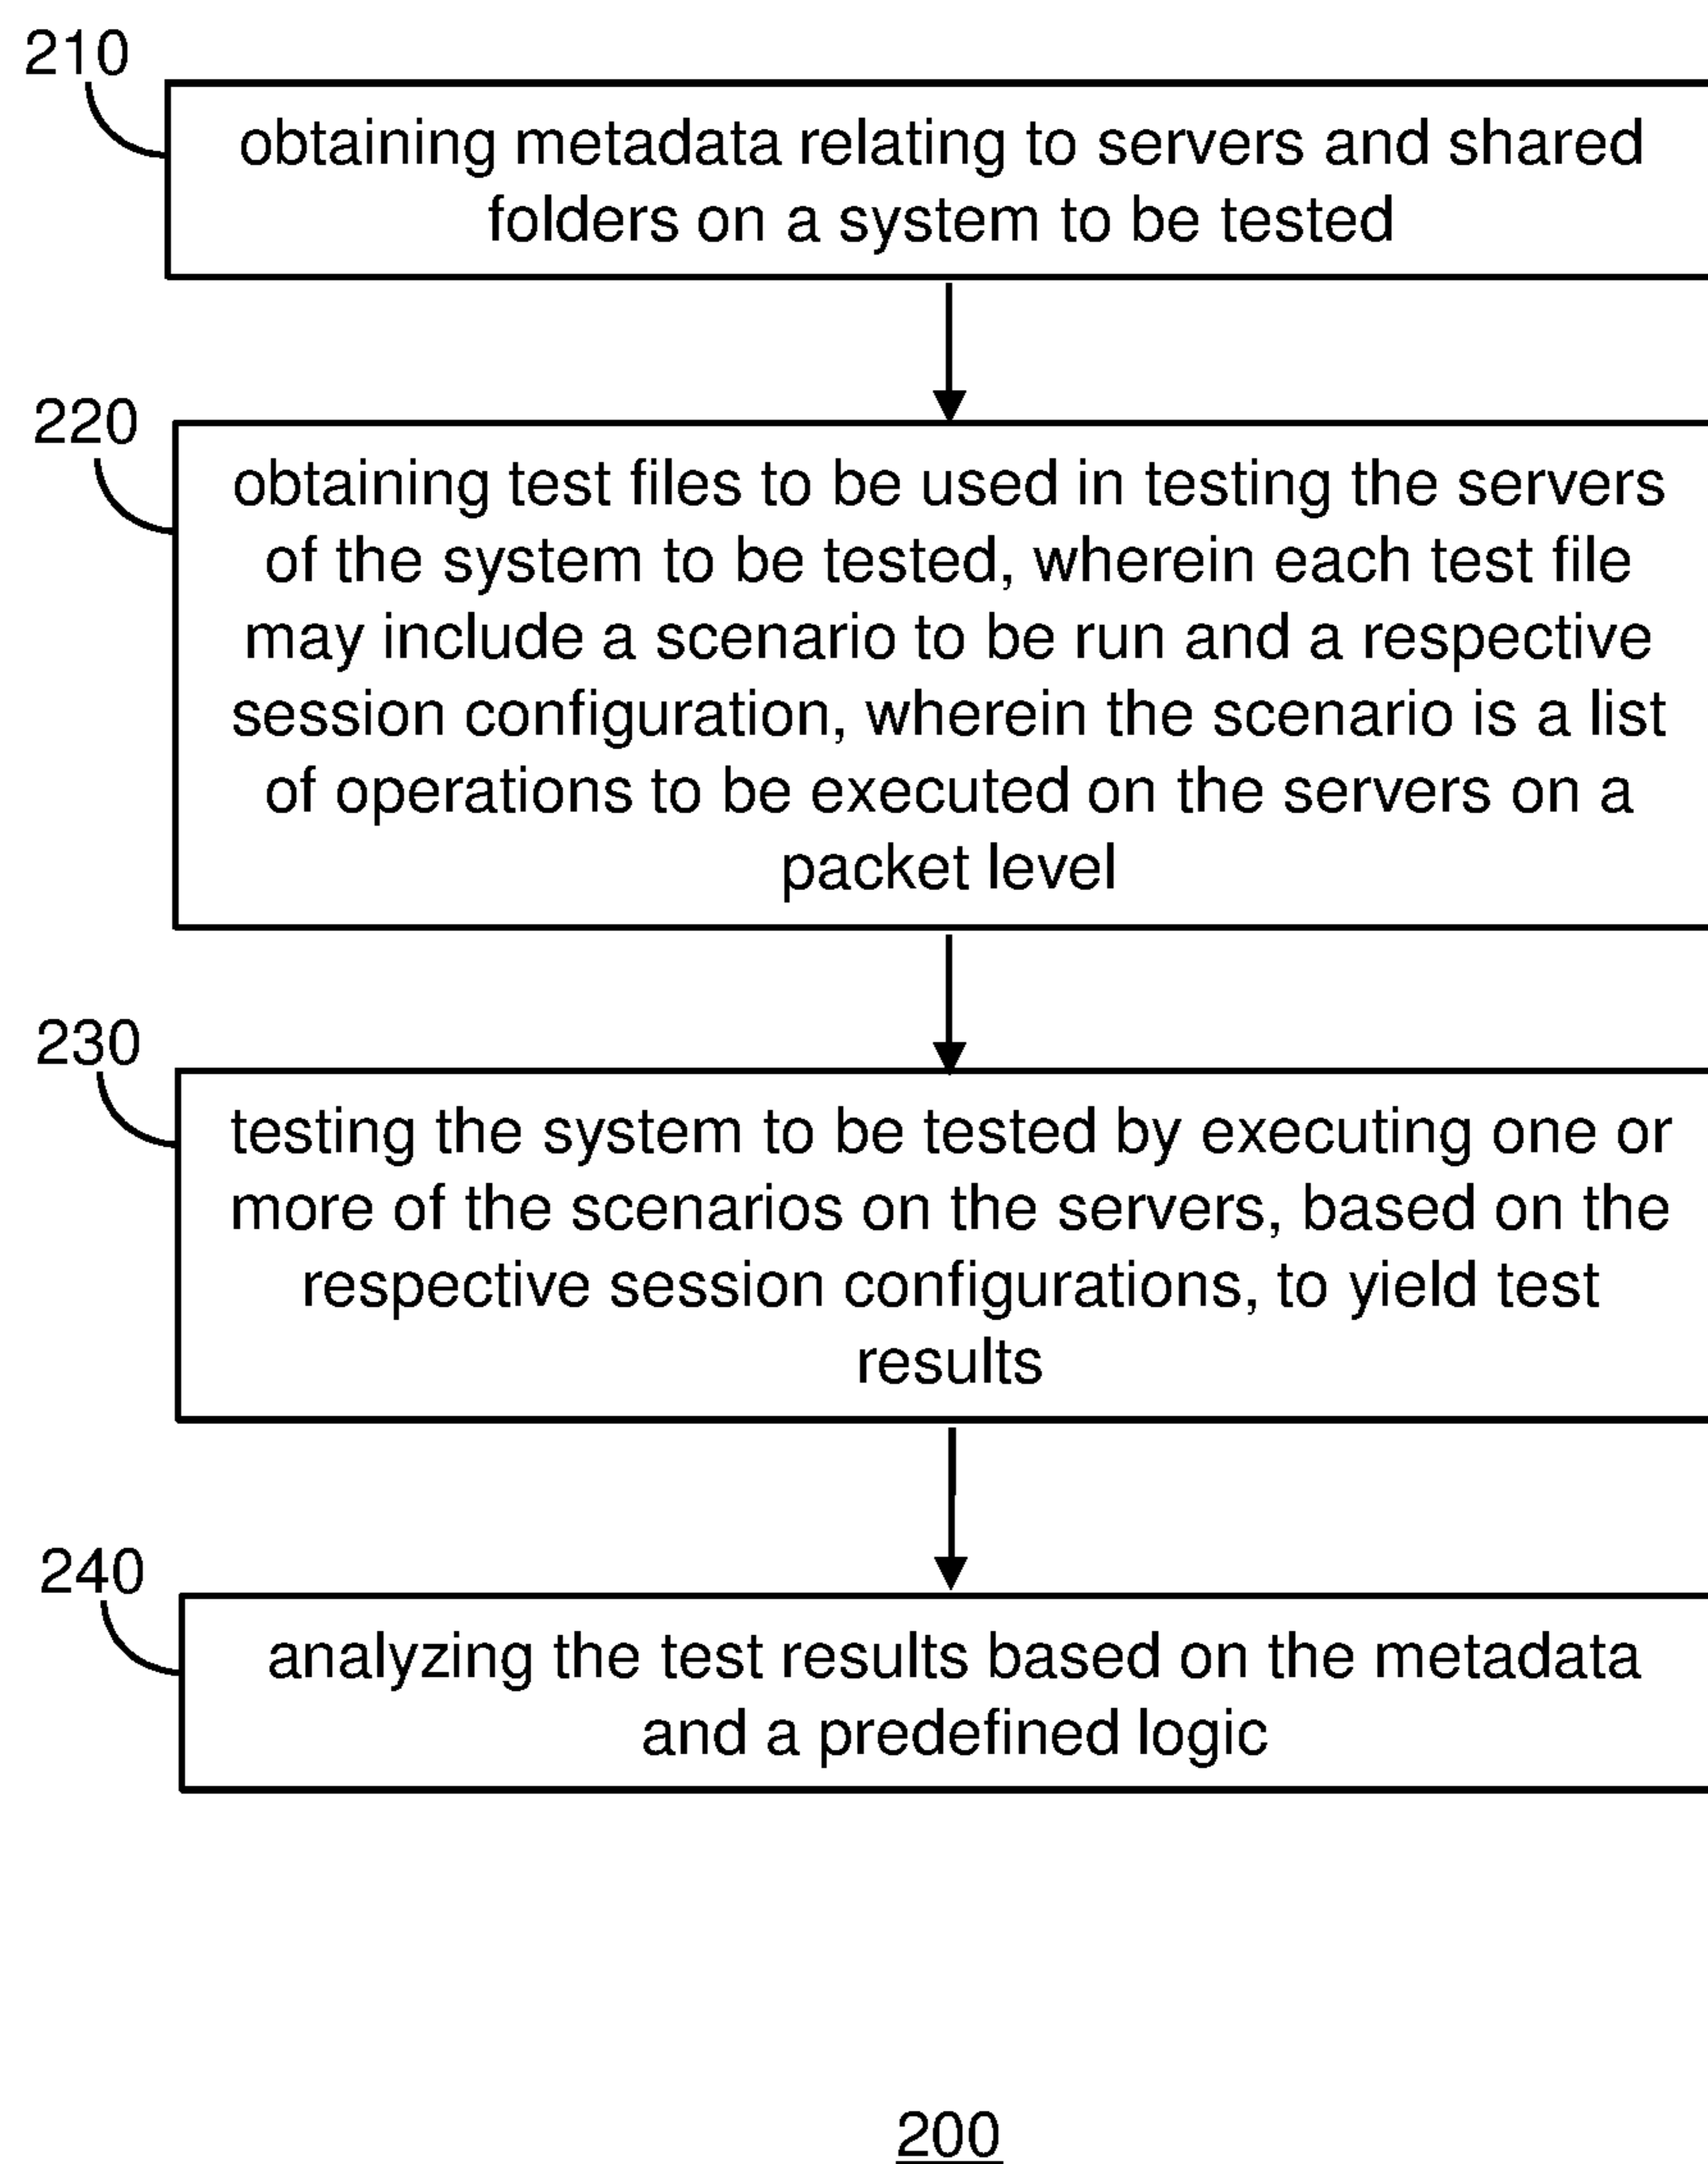 210
obtaining metadata relating to servers and shared
folders on a system to be tested
220
obtaining test files to be used in testing the servers
of the system to be tested, wherein each test file
may include a scenario to be run and a respective
session configuration, wherein the scenario is a list
of operations to be executed on the servers on a
packet level
230
testing the system to be tested by executing one or
more of the scenarios on the servers, based on the
respective session configurations, to yield test
results
240
analyzing the test results based on the metadata
and a predefined logic
200